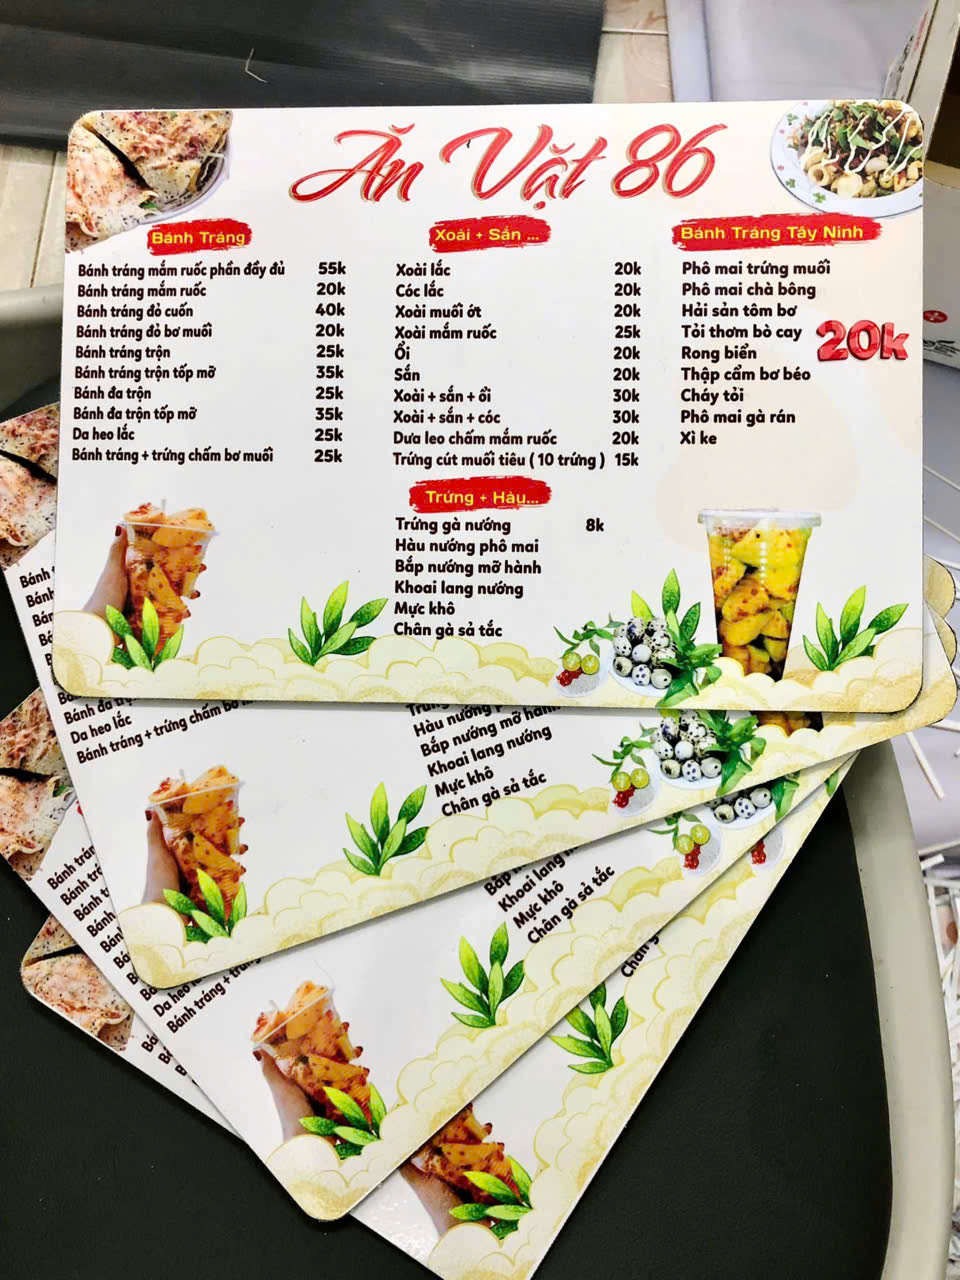 Ăn Vặt 86
Bánh Tráng
Bánh tráng mắm ruốc phần đầy đủ 55k
Bánh tráng mắm ruốc 20k
Bánh tráng đỏ cuốn 40k
Bánh tráng đỏ bơ muối 20k
Bánh tráng trộn 25k
Bánh tráng trộn tốp mỡ 35k
Bánh đa trộn 25k
Bánh đa trộn tốp mỡ 35k
Da heo lắc 25k
Bánh tráng + trứng chấm bơ muối 25k
Xoài + Sắn ...
Xoài lắc 20k
Cóc lắc 20k
Xoài muối ớt 20k
Xoài mắm ruốc 25k
Ổi 20k
Sắn 20k
Xoài + sắn + ổi 30k
Xoài + sắn + cóc 30k
Dưa leo chấm mắm ruốc 20k
Trứng cút muối tiêu ( 10 trứng ) 15k
Trứng + Hàu...
Trứng gà nướng 8k
Hàu nướng phô mai
Bắp nướng mỡ hành
Khoai lang nướng
Mực khô
Chân gà sả tắc
Bánh Tráng Tây Ninh
Phô mai trứng muối
Phô mai chà bông
Hải sản tôm bơ
Tỏi thơm bò cay
Rong biển
Thập cẩm bơ béo
Cháy tỏi
Phô mai gà rán
Xì ke
20k
Da heo lắc
Bánh tráng + trứng chấm bơ
Hàu nướng
Bắp nướng mỡ hành
Khoai lang nướng
Mực khô
Chân gà sả tắc
Da heo
Bánh tráng +
Bắp
Khoai lang
Mực khô
Chân gà sả tắc
Chân